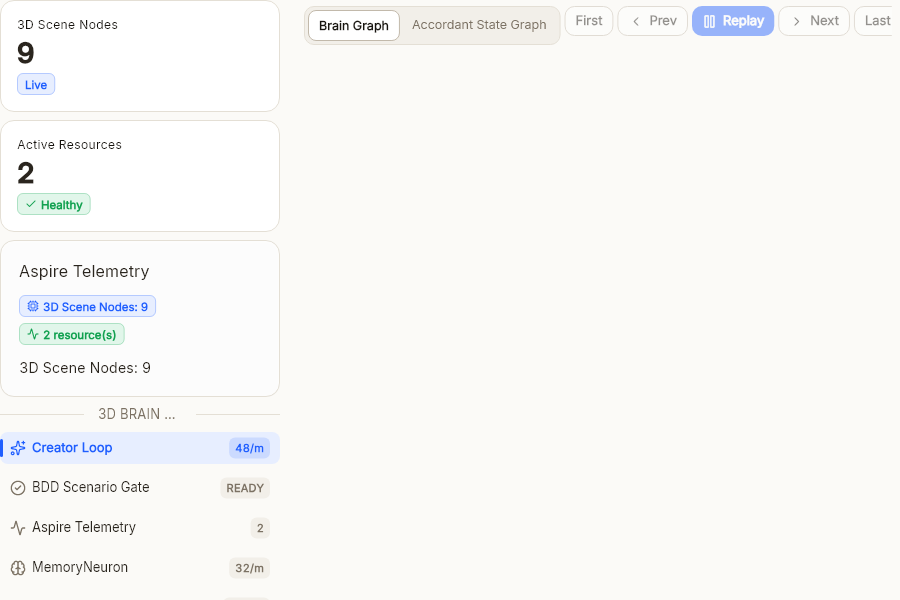 3D Scene Nodes
9
Live
Active Resources
2
Healthy
Aspire Telemetry
3D Scene Nodes: 9
2 resource(s)
3D Scene Nodes: 9
3D BRAIN ...
Creator Loop 48/m
BDD Scenario Gate READY
Aspire Telemetry 2
MemoryNeuron 32/m
Brain Graph Accordant State Graph First Prev Replay Next Last